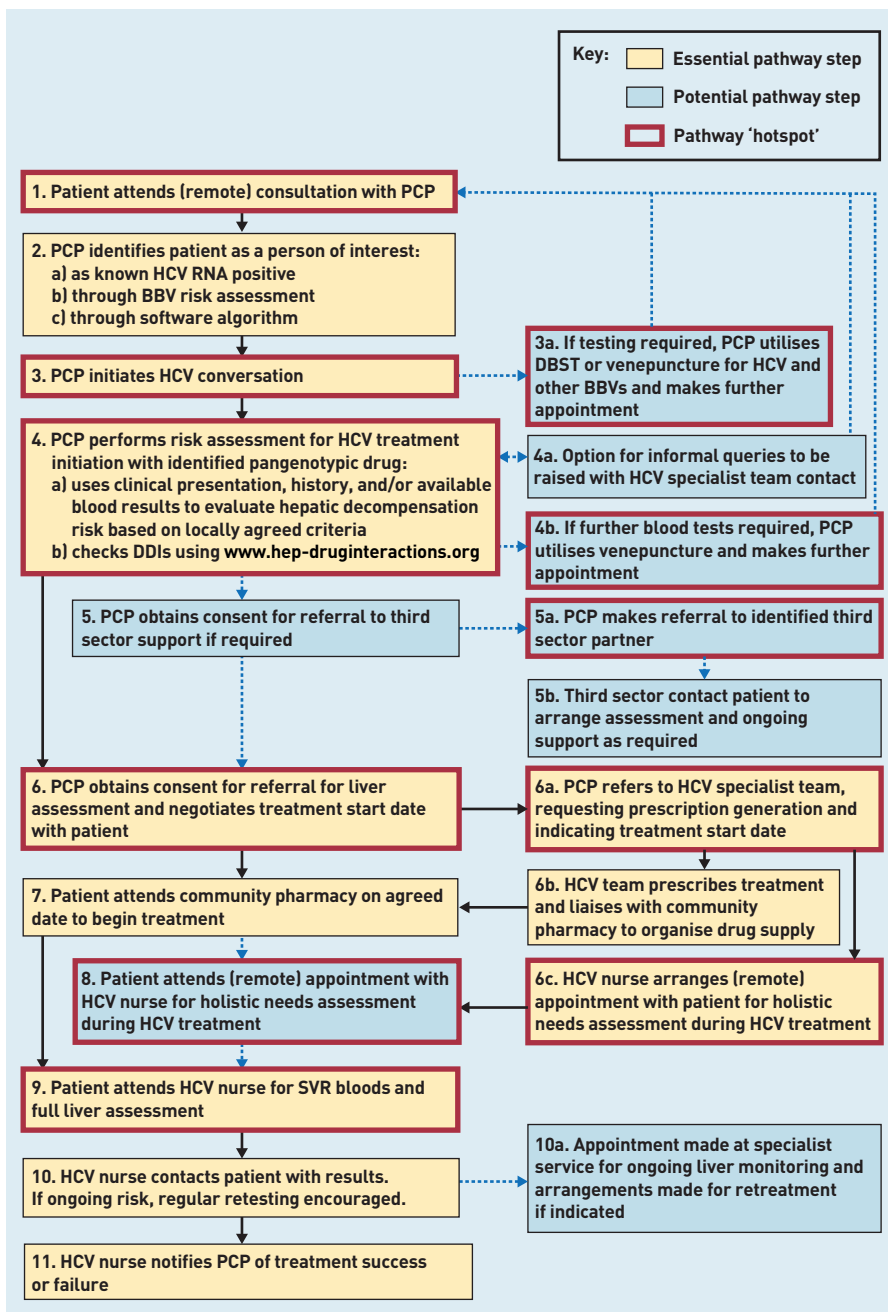 Key:
Essential pathway step
Potential pathway step
Pathway ‘hotspot’
1. Patient attends (remote) consultation with PCP
2. PCP identifies patient as a person of interest:
a) as known HCV RNA positive
b) through BBV risk assessment
c) through software algorithm
3. PCP initiates HCV conversation
3a. If testing required, PCP utilises
DBST or venepuncture for HCV and
other BBVs and makes further
appointment
4. PCP performs risk assessment for HCV treatment
initiation with identified pangenotypic drug:
a) uses clinical presentation, history, and/or available
blood results to evaluate hepatic decompensation
risk based on locally agreed criteria
b) checks DDIs using www.hep-druginteractions.org
4a. Option for informal queries to be
raised with HCV specialist team contact
4b. If further blood tests required, PCP
utilises venepuncture and makes further
appointment
5. PCP obtains consent for referral to third
sector support if required
5a. PCP makes referral to identified third
sector partner
5b. Third sector contact patient to
arrange assessment and ongoing
support as required
6. PCP obtains consent for referral for liver
assessment and negotiates treatment start date
with patient
6a. PCP refers to HCV specialist team,
requesting prescription generation and
indicating treatment start date
7. Patient attends community pharmacy on agreed
date to begin treatment
6b. HCV team prescribes treatment
and liaises with community
pharmacy to organise drug supply
8. Patient attends (remote) appointment with
HCV nurse for holistic needs assessment
during HCV treatment
6c. HCV nurse arranges (remote)
appointment with patient for holistic
needs assessment during HCV treatment
9. Patient attends HCV nurse for SVR bloods and
full liver assessment
10. HCV nurse contacts patient with results.
If ongoing risk, regular retesting encouraged.
10a. Appointment made at specialist
service for ongoing liver monitoring and
arrangements made for retreatment
if indicated
11. HCV nurse notifies PCP of treatment success
or failure